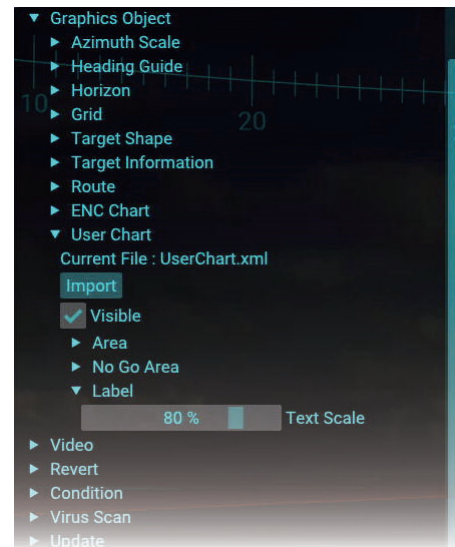 Graphics Object
Azimuth Scale
Heading Guide
Horizon
10
Grid
20
Target Shape
Target Information
Route
ENC Chart
User Chart
Current File : UserChart.xml
Import
Visible
Area
No Go Area
Label
80 % Text Scale
Video
Revert
Condition
Virus Scan
Update